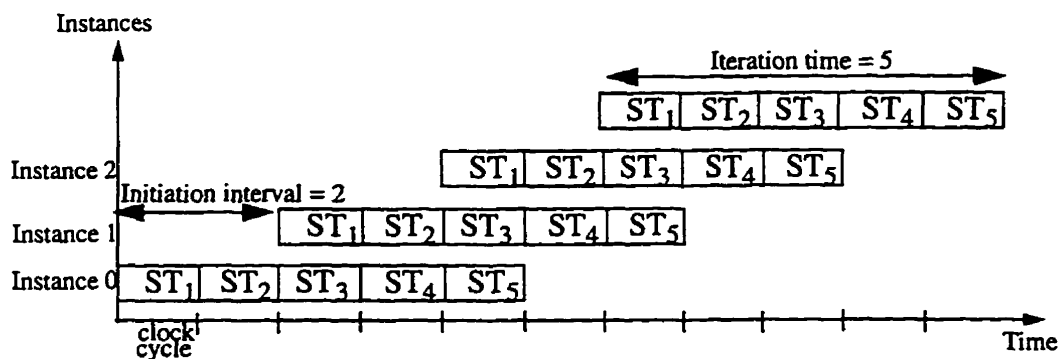 Instances
Iteration time = 5
ST1 ST2 ST3 ST4 ST5
Instance 2 ST1 ST2 ST3 ST4 ST5
Initiation interval = 2
Instance 1 ST1 ST2 ST3 ST4 ST5
Instance 0 ST1 ST2 ST3 ST4 ST5
clock
cycle
Time